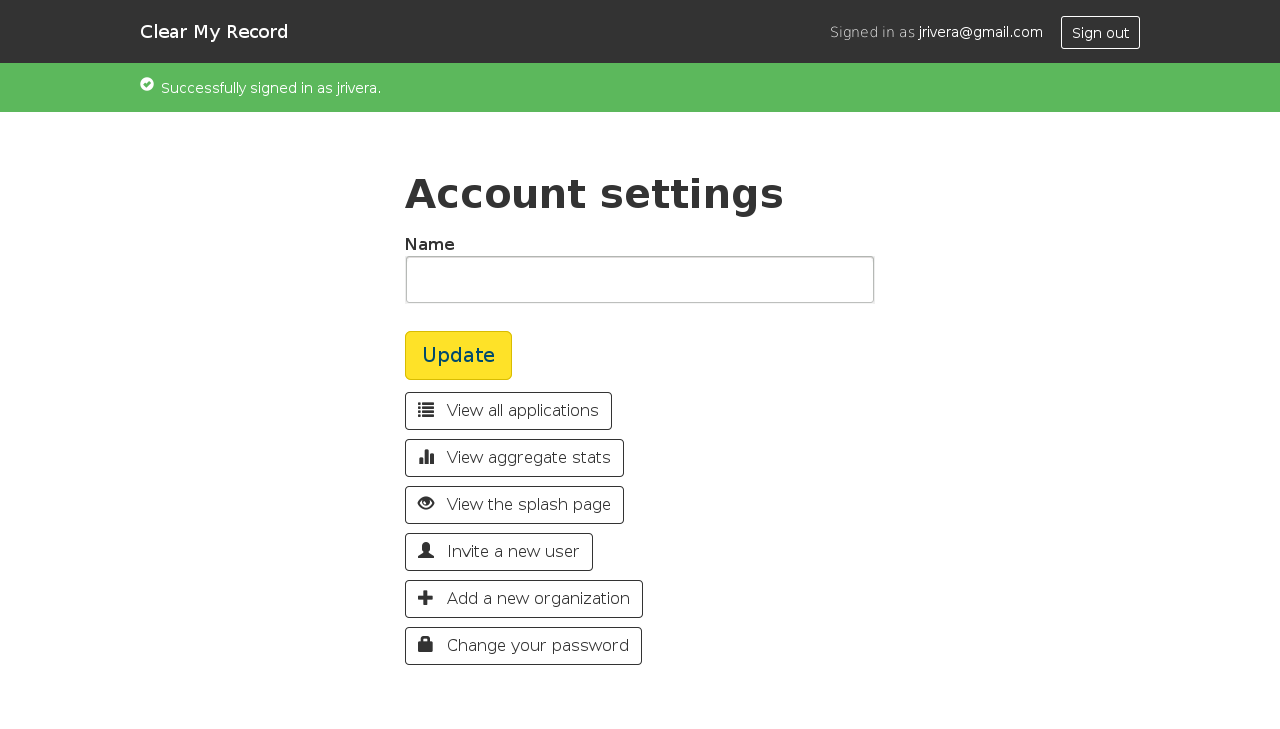 Clear My Record
Signed in as jrivera@gmail.com
Sign out
Successfully signed in as jrivera.
Account settings
Name
Update
View all applications
View aggregate stats
View the splash page
Invite a new user
Add a new organization
Change your password